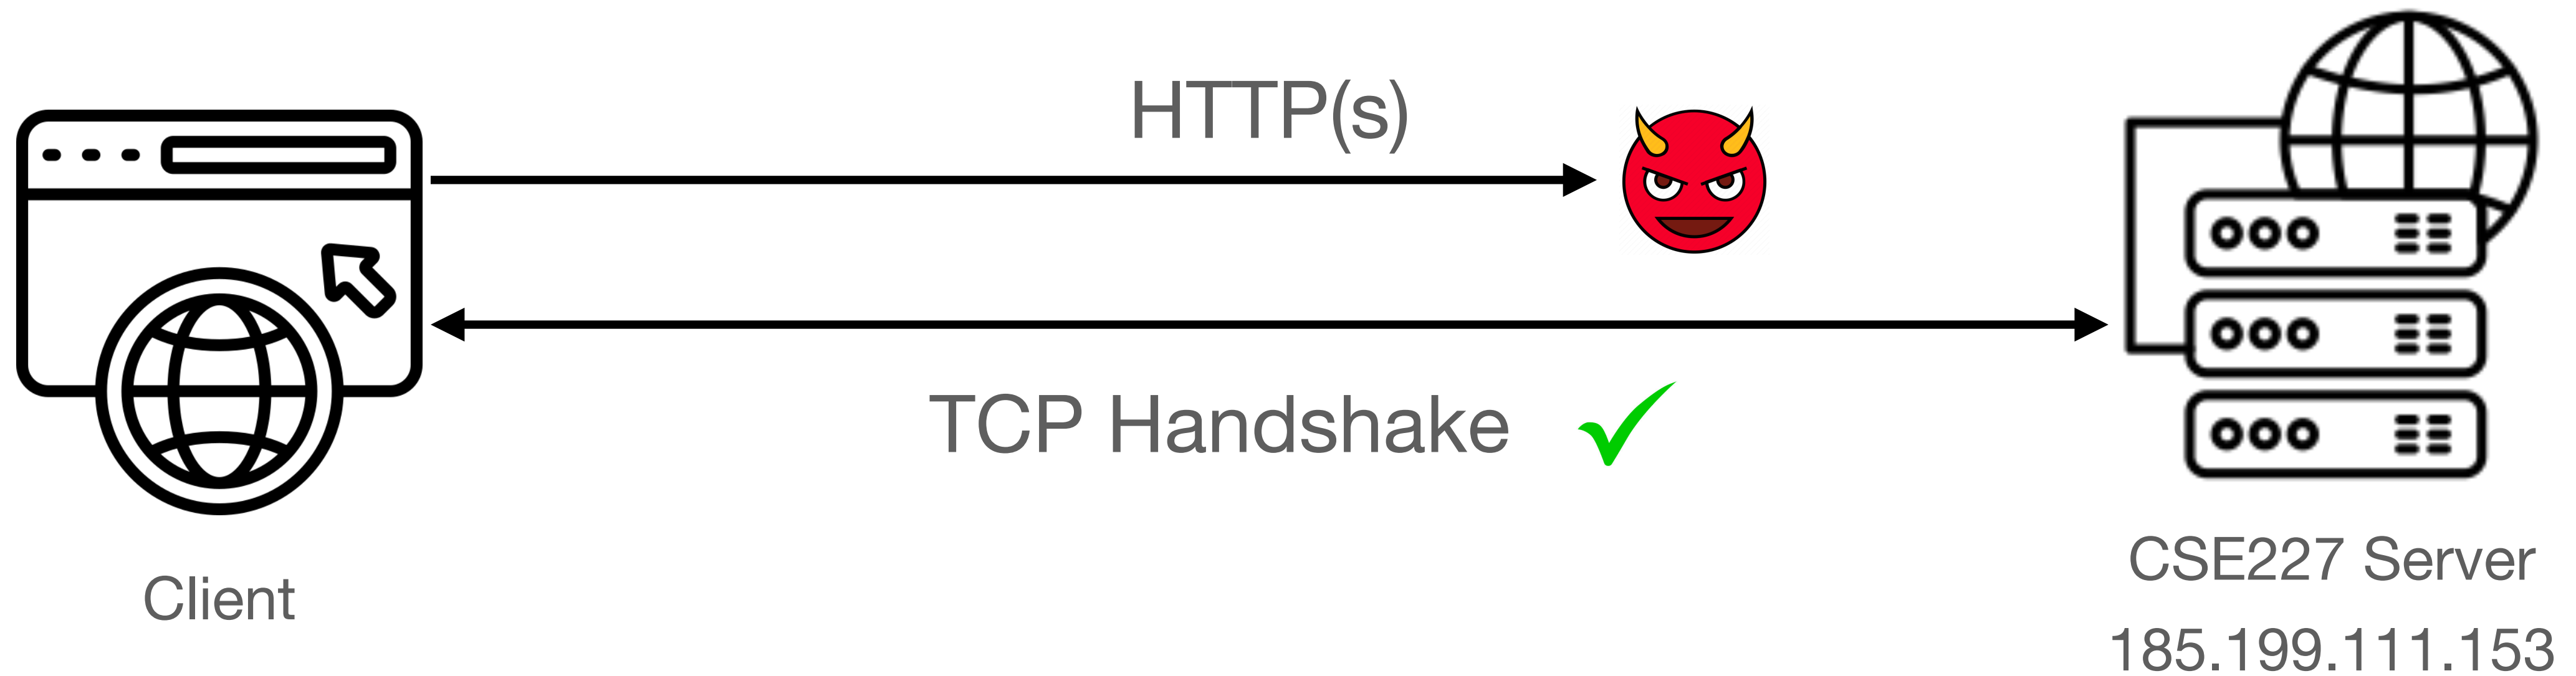 HTTP(s)
TCP Handshake
Client
CSE227 Server
185.199.111.153